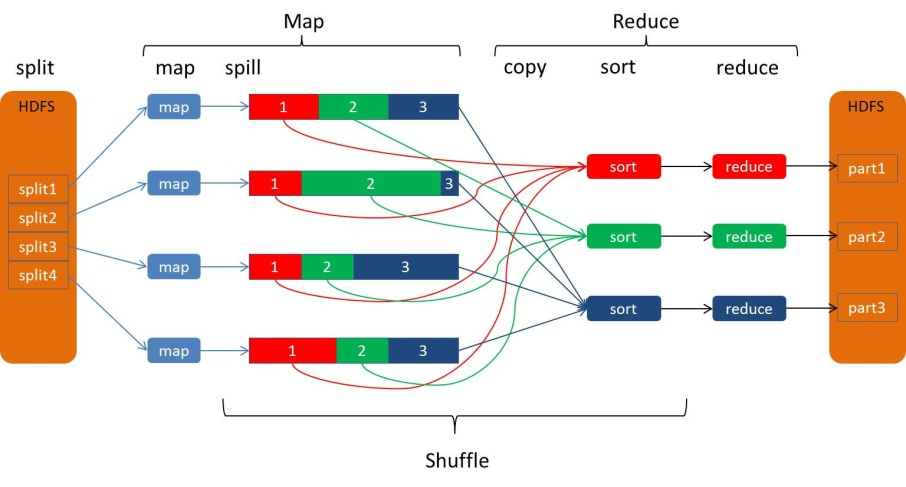 Map
Reduce
split
map
spill
copy
sort
reduce
HDFS
HDFS
map
1
2
3
split1
split2
split3
split4
map
1
2
3
sort
reduce
part1
sort
reduce
part2
map
1
2
3
sort
reduce
part3
map
1
2
3
Shuffle